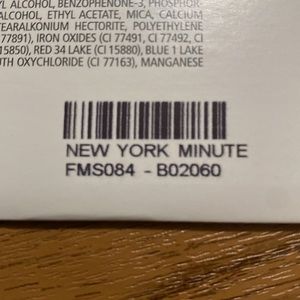 YL ALCOHOL, BENZOPHENONE-3, PHOSPHOR-
ALCOHOL, ETHYL ACETATE, MICA, CALCIUM
TEARALKONIUM HECTORITE, POLYETHYLENE
77891), IRON OXIDES (CI 77491, CI 77492, CI
15850), RED 34 LAKE (CI 15880), BLUE 1 LAKE
UTH OXYCHLORIDE (CI 77163), MANGANESE
NEW YORK MINUTE
FMS084 - B02060